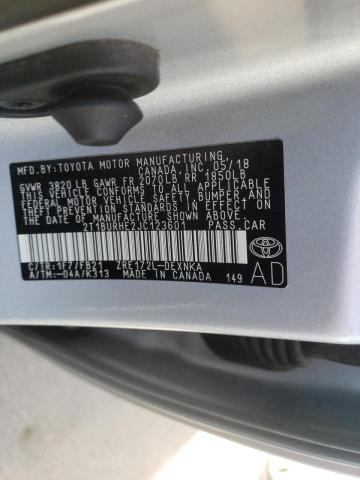 MFD.BY:TOYOTA MOTOR MANUFACTURING
CANADA, INC. 05/18
GVWR 3820LB GAWR FR 2070LB RR 1850LB
THIS VEHICLE CONFORMS TO ALL APPLICABLE
FEDERAL MOTOR VEHICLE SAFETY, BUMPER, AND
THEFT PREVENTION STANDARDS IN EFFECT ON
THE DATE OF MANUFACTURE SHOWN ABOVE.
2T1BURHE2JC123601 PASS.CAR
C/TR:1F7/FB21 ZRE172L-DEXNKA
A/TM:-04A/K313 MADE IN CANADA 149
TOYOTA
AD